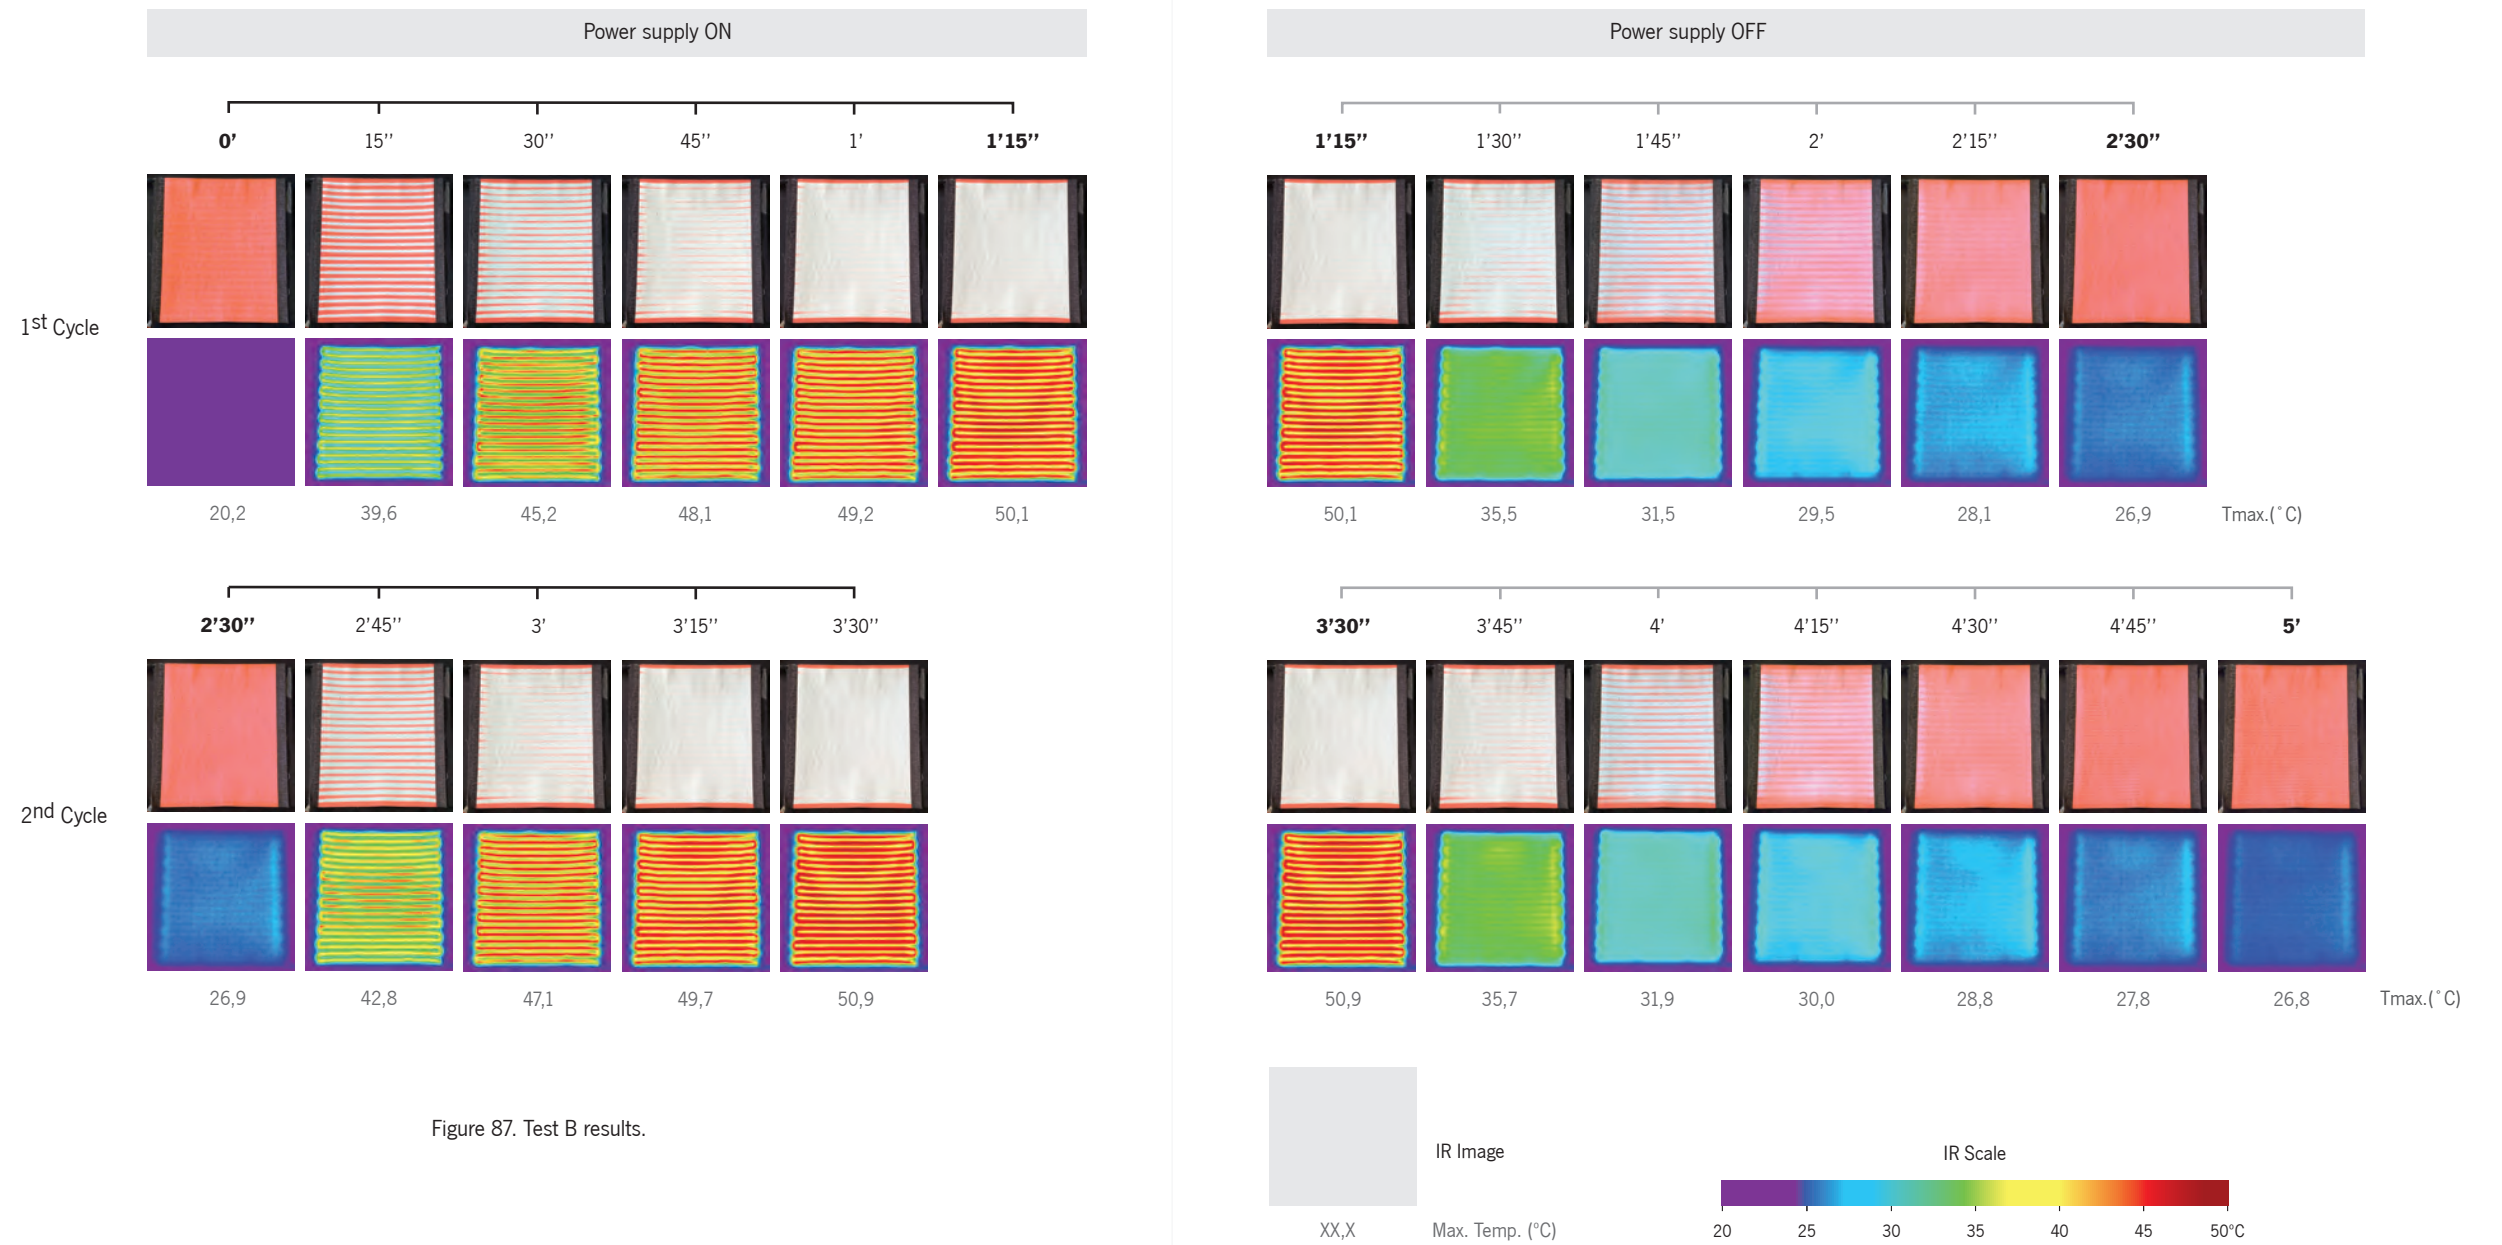 Power supply ON
Power supply OFF
0’ 15’’ 30’’ 45’’ 1’ 1’15’’
1’15’’ 1’30’’ 1’45’’ 2’ 2’15’’ 2’30’’
1st Cycle
20,2 39,6 45,2 48,1 49,2 50,1
50,1 35,5 31,5 29,5 28,1 26,9 Tmax.(˚C)
2’30’’ 2’45’’ 3’ 3’15’’ 3’30’’
3’30’’ 3’45’’ 4’ 4’15’’ 4’30’’ 4’45’’ 5’
2nd Cycle
26,9 42,8 47,1 49,7 50,9
50,9 35,7 31,9 30,0 28,8 27,8 26,8 Tmax.(˚C)
Figure 87. Test B results.
IR Image
IR Scale
XX,X Max. Temp. (ºC)
20 25 30 35 40 45 50ºC